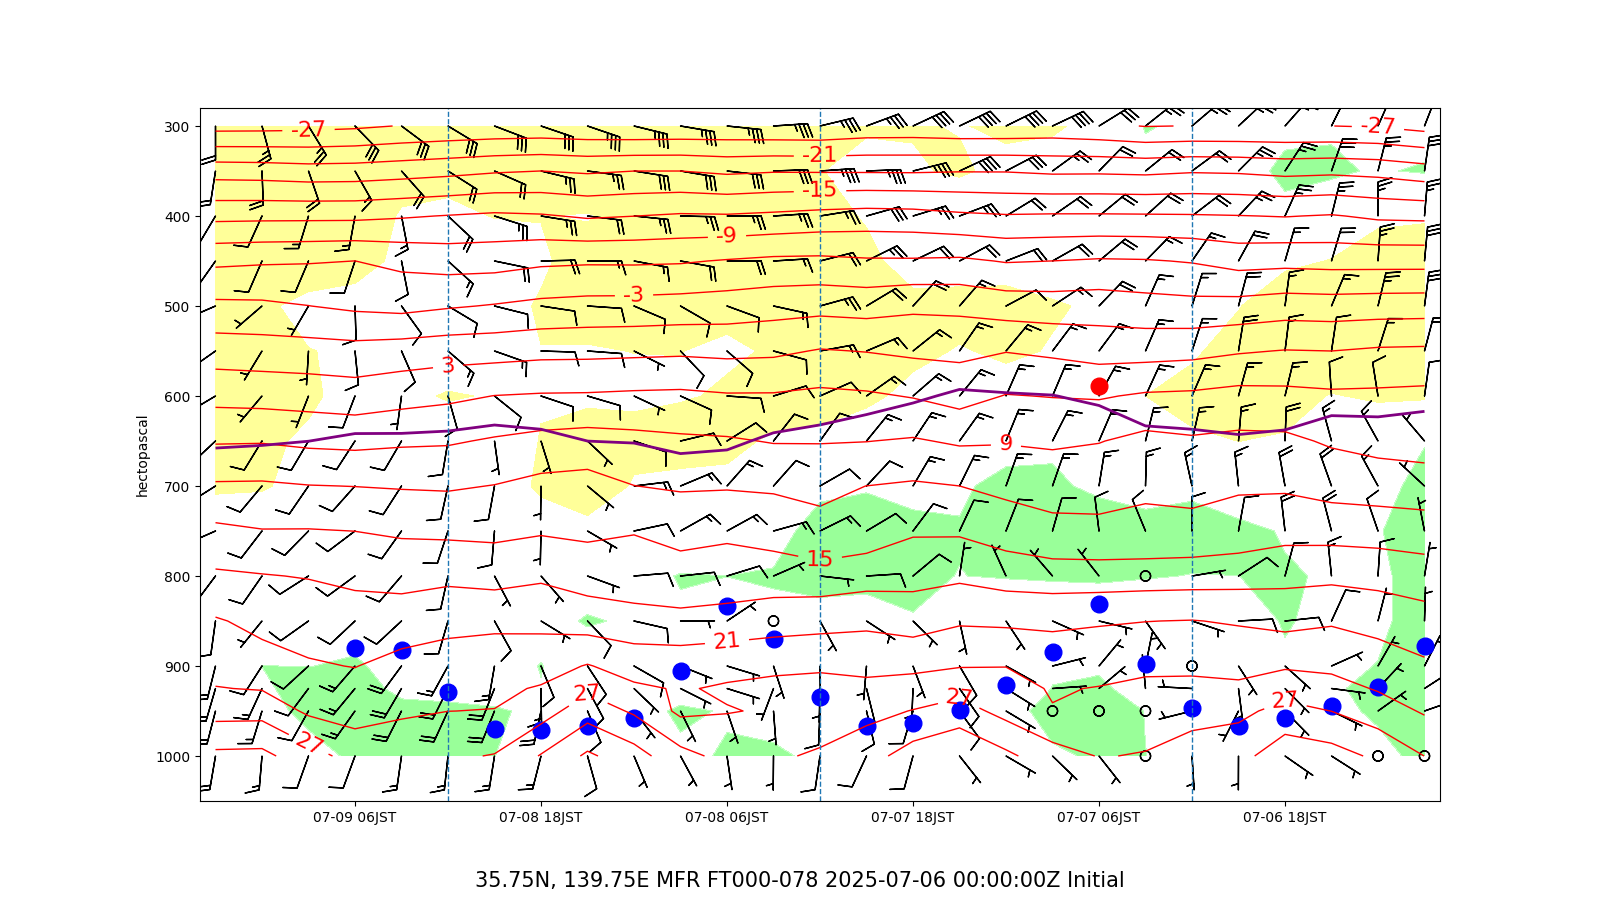 300
400
500
600
700
800
900
1000
hectopascal
-27
-27
-21
-15
-9
-3
3
9
15
21
27
27
27
-27
07-09 06JST
07-08 18JST
07-08 06JST
07-07 18JST
07-07 06JST
07-06 18JST
35.75N, 139.75E MFR FT000-078 2025-07-06 00:00:00Z Initial